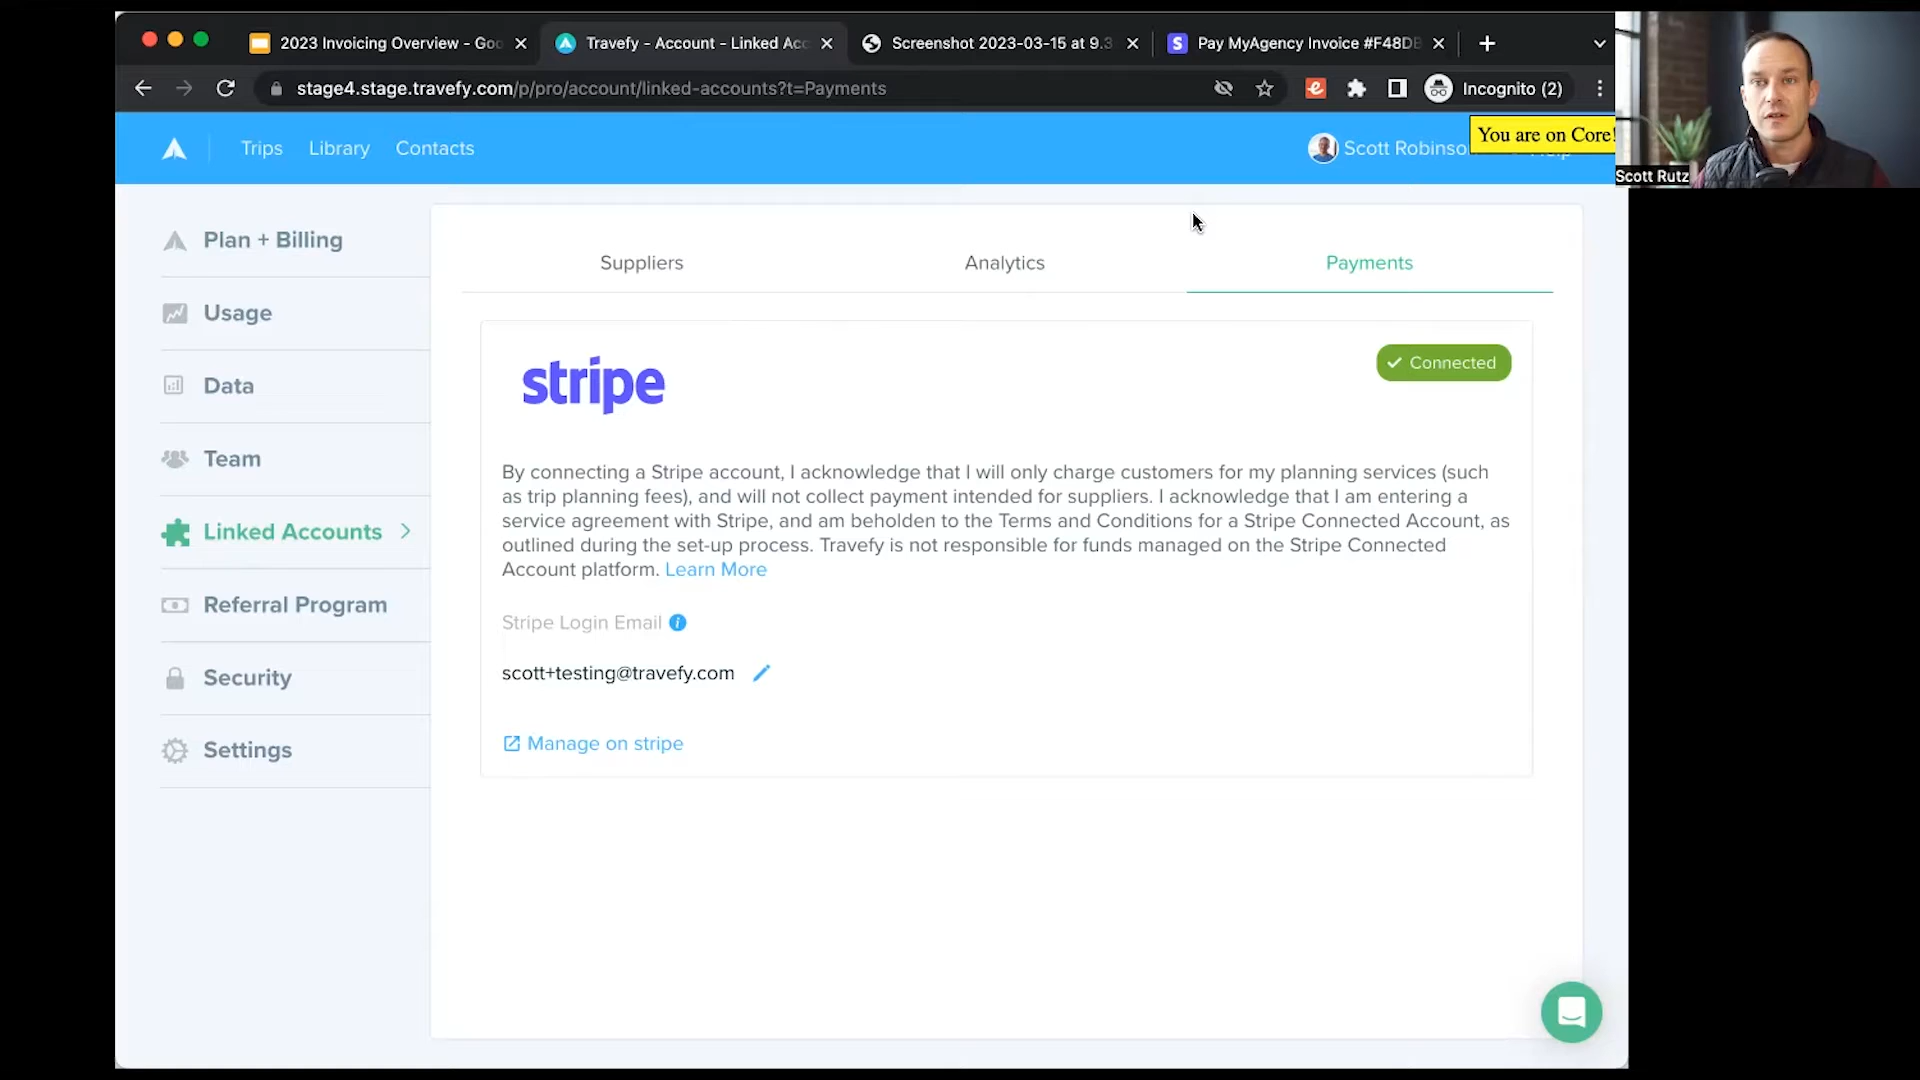 2023 Invoicing Overview - Goo
Travefy - Account - Linked Acc
Screenshot 2023-03-15 at 9.3
Pay MyAgency Invoice #F48DB
stage4.stage.travefy.com/p/pro/account/linked-accounts?t=Payments
Incognito (2)
Trips
Library
Contacts
Scott Robinso
You are on Core!
Help
Scott Rutz
Plan + Billing
Usage
Data
Team
Linked Accounts
Referral Program
Security
Settings
Suppliers
Analytics
Payments
stripe
Connected
By connecting a Stripe account, I acknowledge that I will only charge customers for my planning services (such
as trip planning fees), and will not collect payment intended for suppliers. I acknowledge that I am entering a
service agreement with Stripe, and am beholden to the Terms and Conditions for a Stripe Connected Account, as
outlined during the set-up process. Travefy is not responsible for funds managed on the Stripe Connected
Account platform. Learn More
Stripe Login Email
scott+testing@travefy.com
Manage on stripe